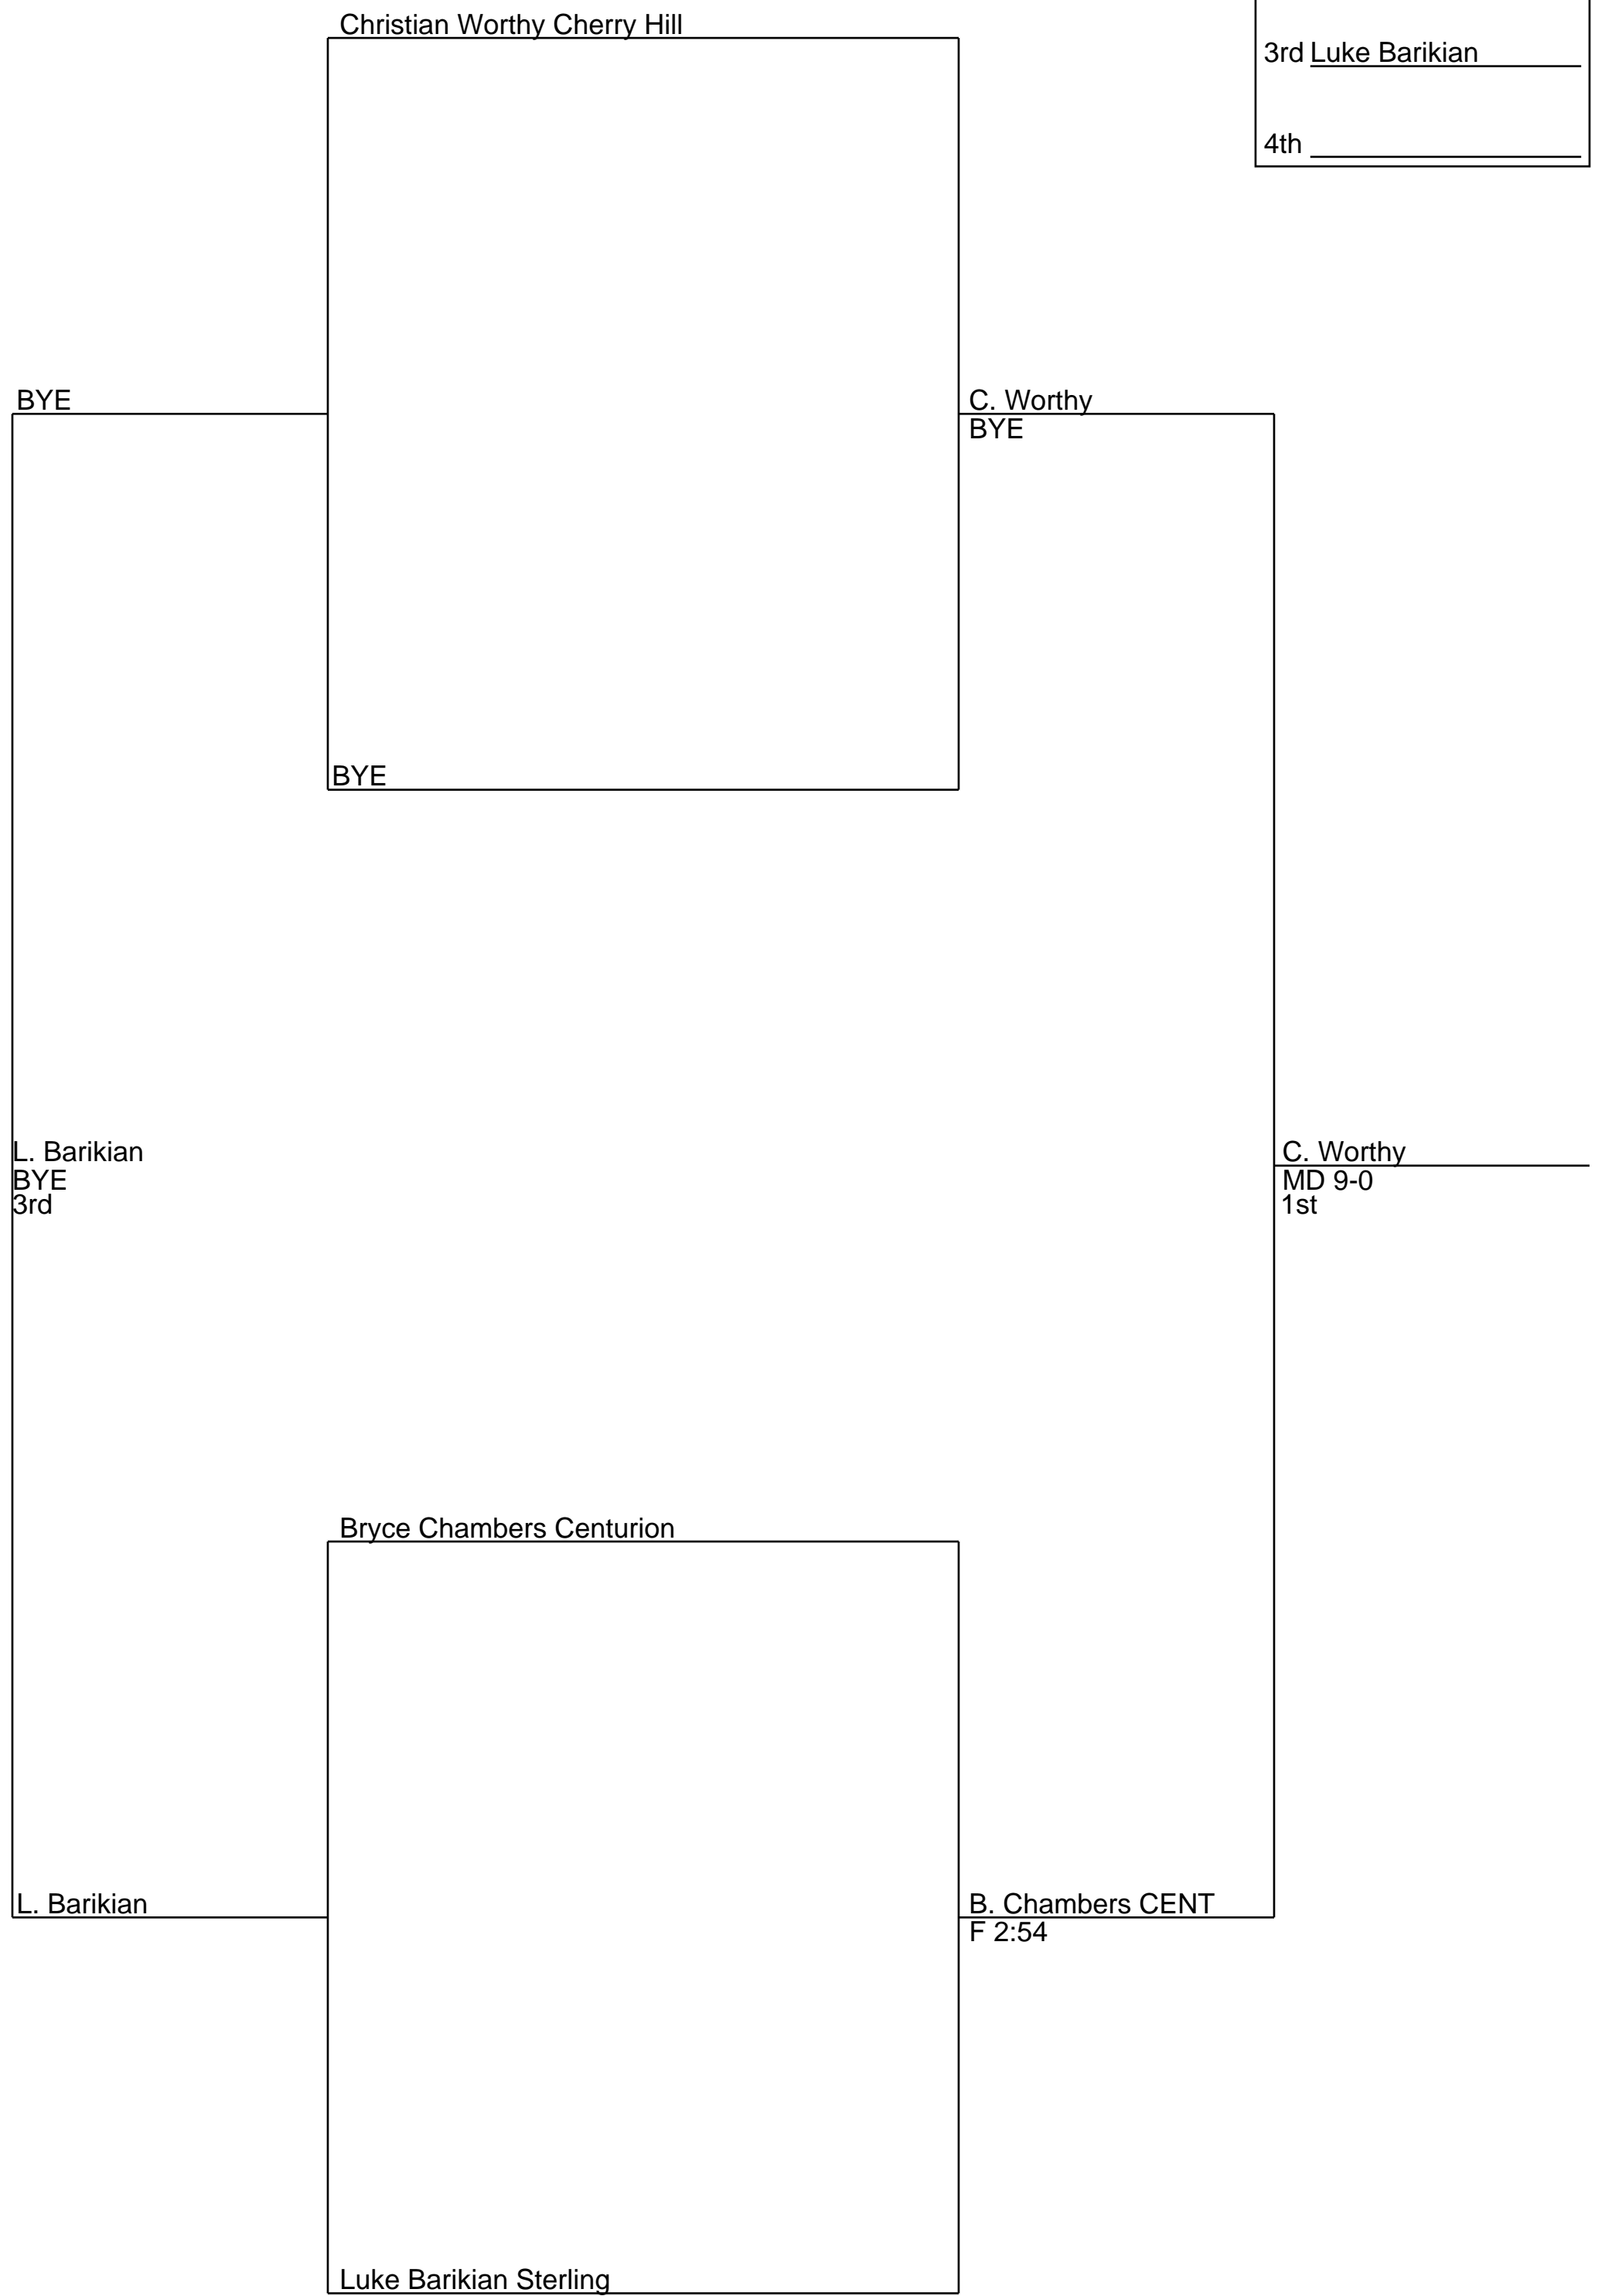 Christian Worthy Cherry Hill
3rd Luke Barikian
4th
BYE
C. Worthy
BYE
BYE
L. Barikian
BYE
3rd
C. Worthy
MD 9-0
1st
Bryce Chambers Centurion
L. Barikian
B. Chambers CENT
F 2:54
Luke Barikian Sterling